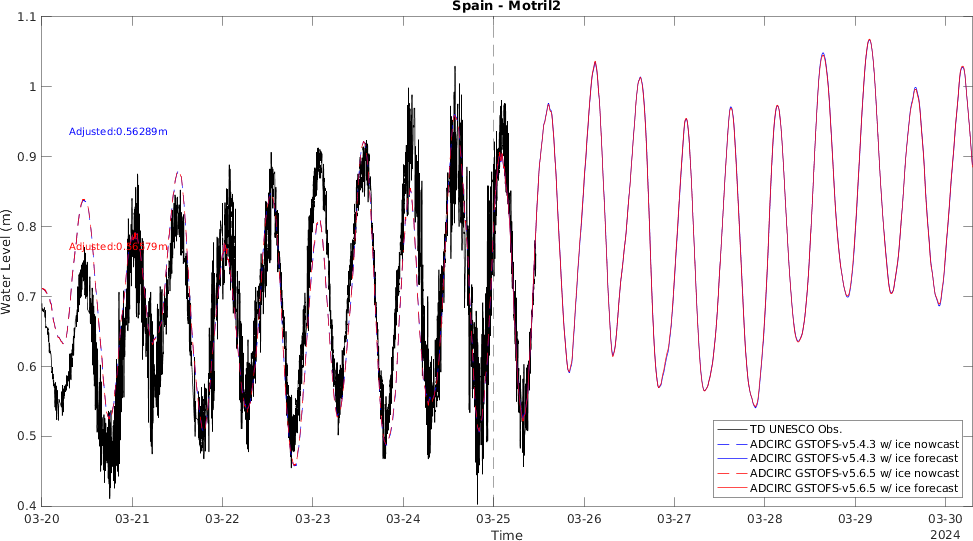 Spain - Motril2
1.1
1
0.9
0.8
0.7
0.6
0.5
0.4
Water Level (m)
Adjusted:0.56289m
03-20
03-21
03-22
03-23
03-24
03-25
03-26
03-27
03-28
03-29
03-30
2024
Time
TD UNESCO Obs.
ADCIRC GSTOFS-v5.4.3 w/ ice nowcast
ADCIRC GSTOFS-v5.4.3 w/ ice forecast
ADCIRC GSTOFS-v5.6.5 w/ ice nowcast
ADCIRC GSTOFS-v5.6.5 w/ ice forecast